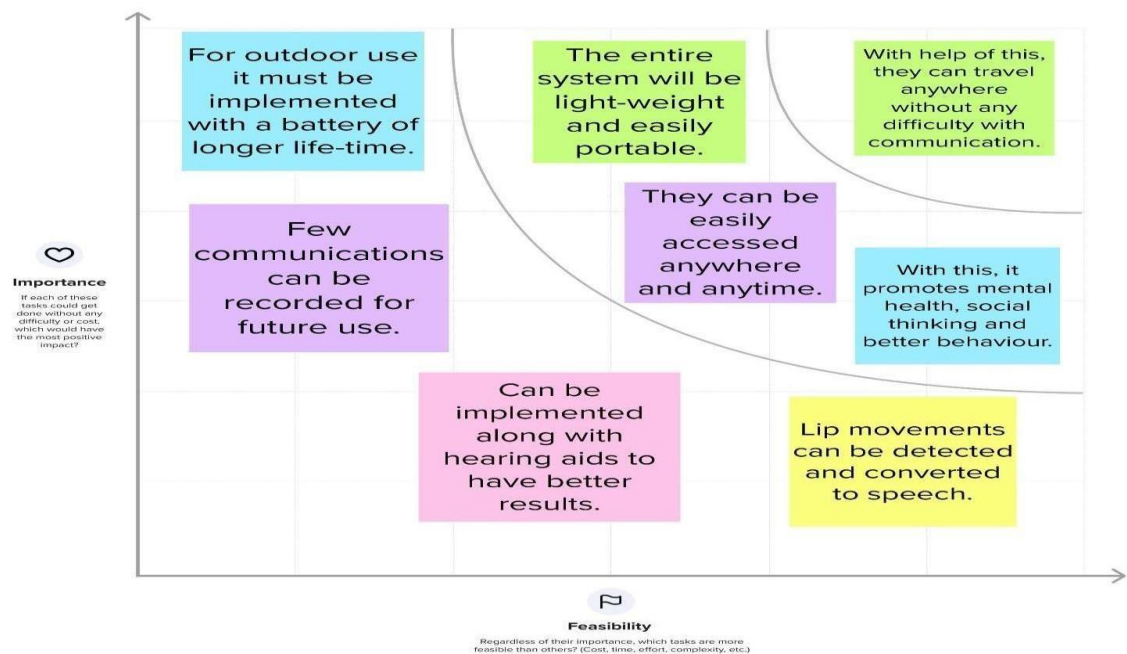 For outdoor use
it must be
implemented
with a battery of
longer life-time.
The entire
system will be
light-weight
and easily
portable.
With help of this,
they can travel
anywhere
without any
difficulty with
communication.
Few
communications
can be
recorded for
future use.
They can be
easily
accessed
anywhere
and anytime.
With this, it
promotes mental
health, social
thinking and
better behaviour.
Importance
If each of these
tasks could get
done without any
difficulty or cost,
which would have
the most positive
impact?
Can be
implemented
along with
hearing aids to
have better
results.
Lip movements
can be detected
and converted
to speech.
Feasibility
Regardless of their importance, which tasks are more
feasible than others? (Cost, time, effort, complexity, etc.)